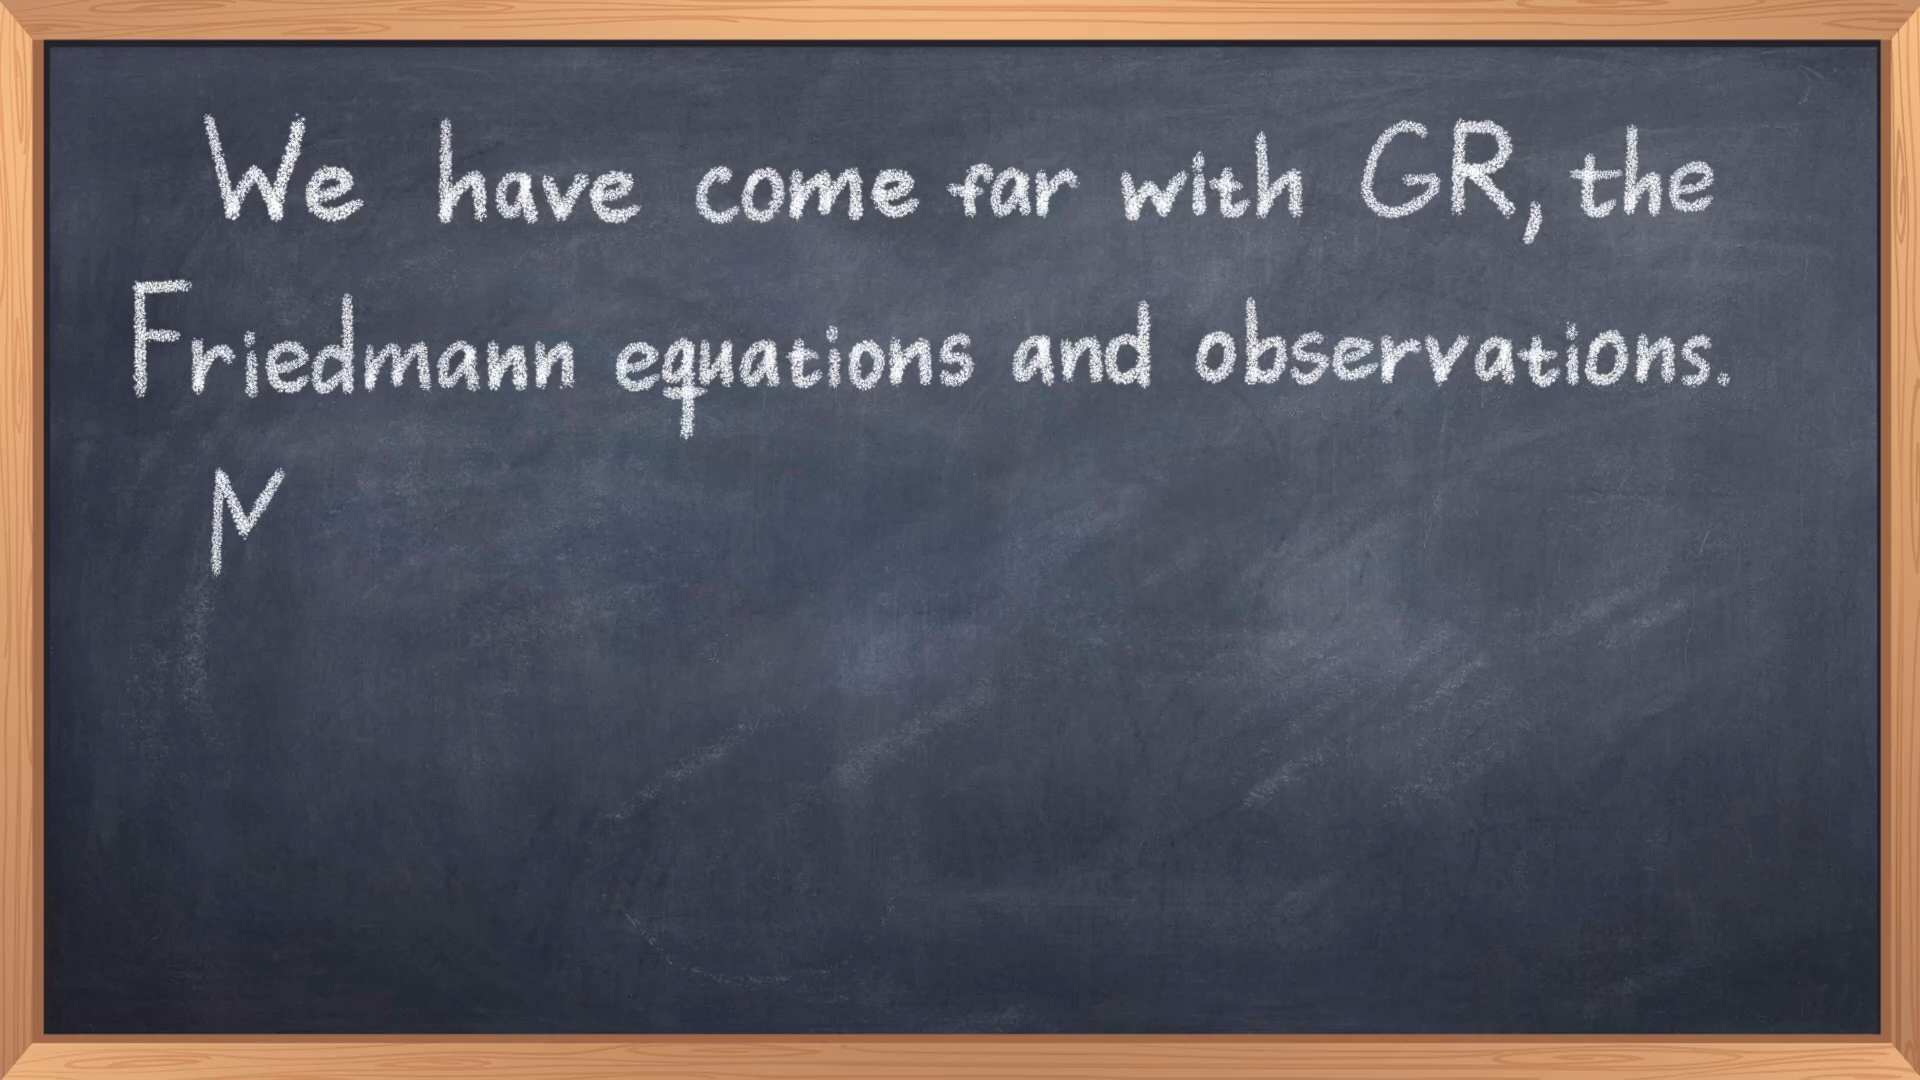 We have come far with GR, the
Friedmann equations and observations.